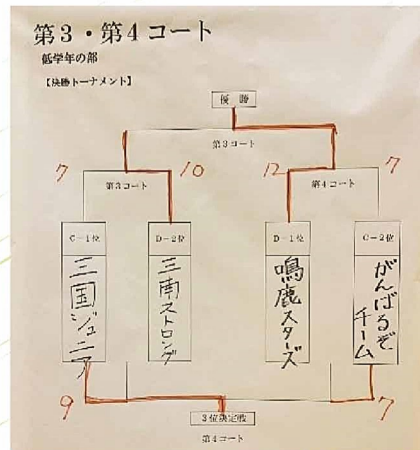 第3・第4コート
低学年の部
【決勝トーナメント】
優 勝
第3コート
7
10
12
7
第3コート
第4コート
C-1位
D-2位
D-1位
C-2位
三国ジュニア
三南ストロング
鳴鹿スターズ
がんばるぞ
チーム
9
7
3位決定戦
第4コート